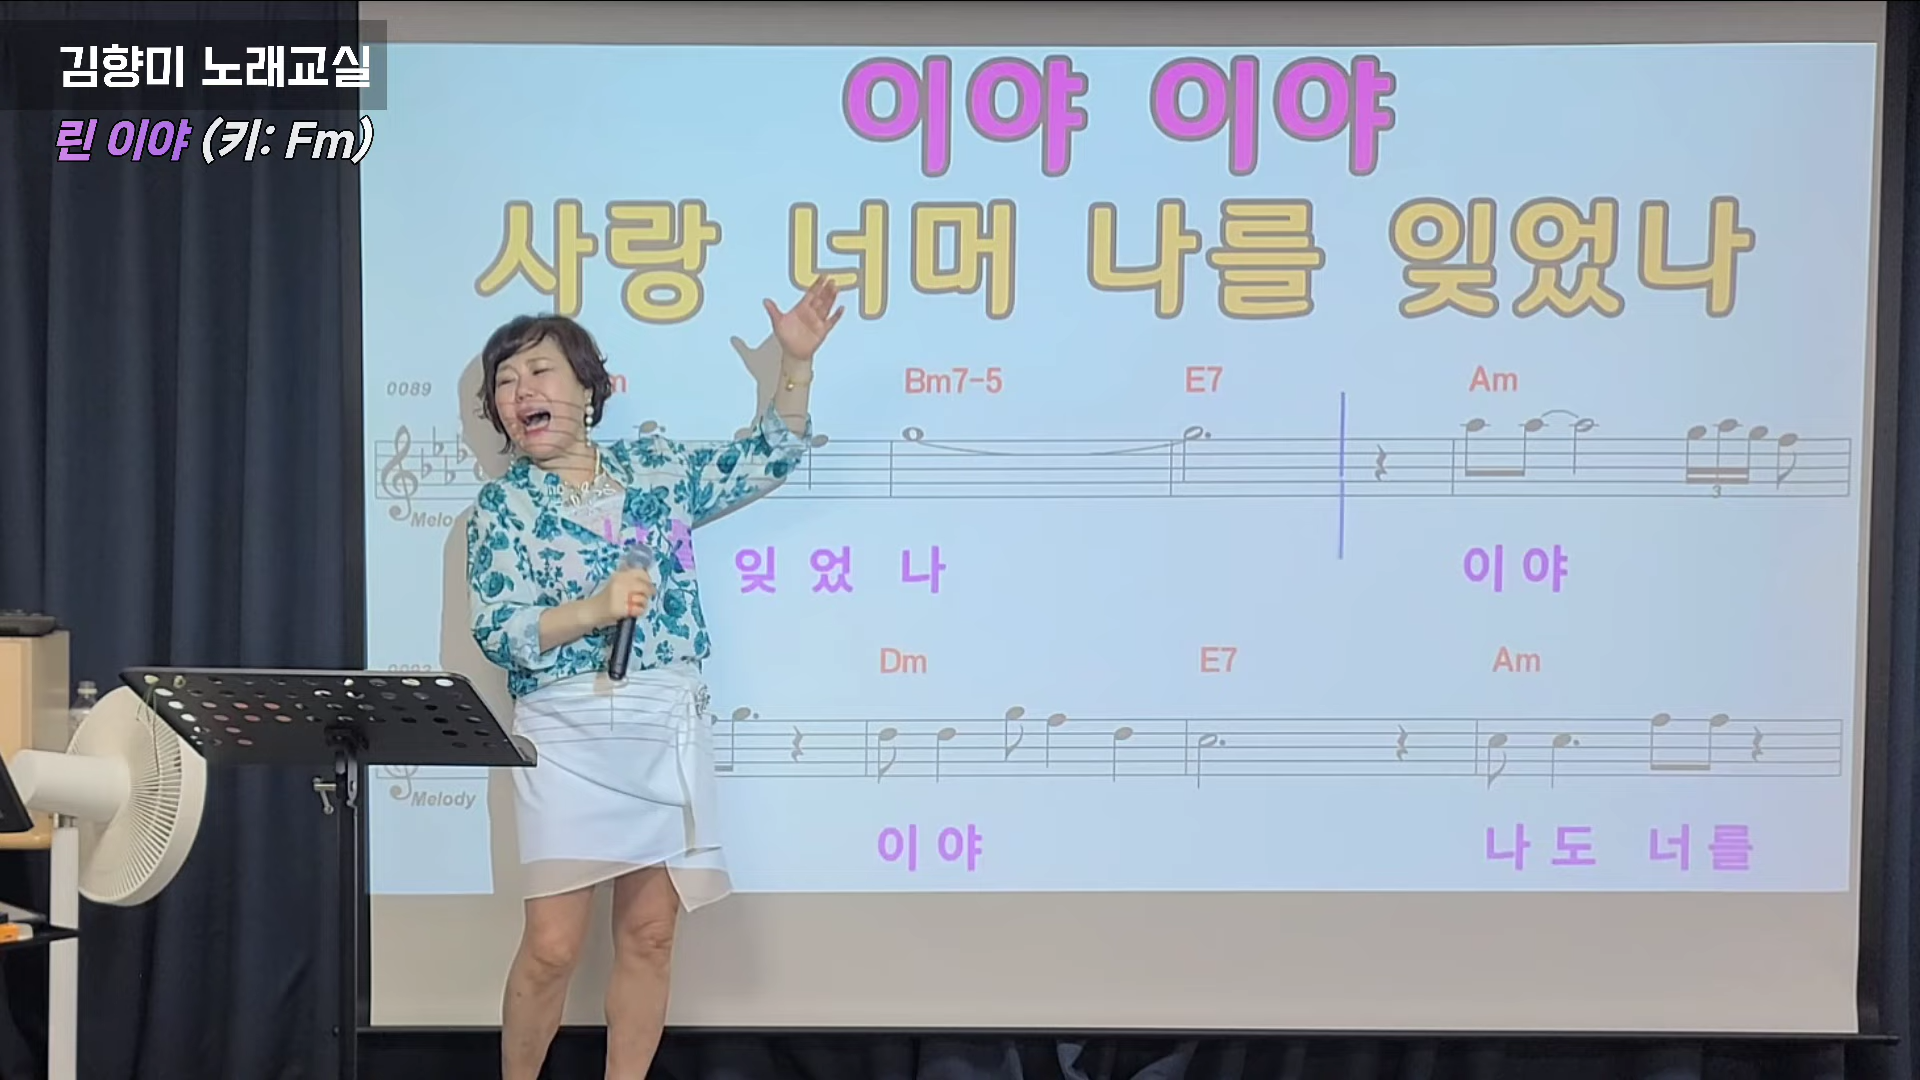 김향미 노래교실
린 이야 (키: Fm)
이야 이야
사랑 너머 나를 잊었나
0089
Bm7-5 E7 Am
3
잊었나 이야
Dm E7 Am
Melody
이야 나도 너를